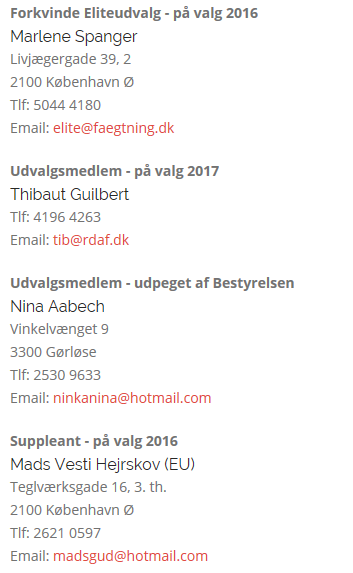 Forkvinde Eliteudvalg - på valg 2016
Marlene Spanger
Livjægergade 39, 2
2100 København Ø
Tlf: 5044 4180
Email: elite@faegtning.dk
Udvalgsmedlem - på valg 2017
Thibaut Guilbert
Tlf: 4196 4263
Email: tib@rdaf.dk
Udvalgsmedlem - udpeget af Bestyrelsen
Nina Aabech
Vinkelvænget 9
3300 Gørløse
Tlf: 2530 9633
Email: ninkanina@hotmail.com
Suppleant - på valg 2016
Mads Vesti Hejrskov (EU)
Teglværksgade 16, 3. th.
2100 København Ø
Tlf: 2621 0597
Email: madsgud@hotmail.com